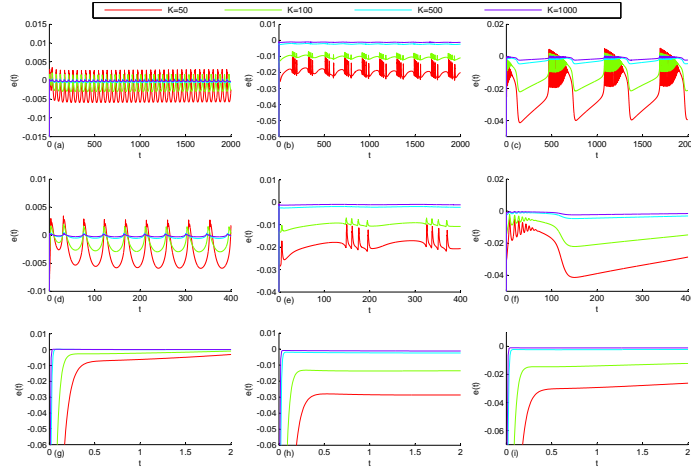 K=50 K=100 K=500 K=1000
0.015 0.01 0.005 0 -0.005 -0.01 0.015
e(t)
0 (a) 500 1000 1500 2000
t
0.01 0 -0.01 -0.02 -0.03 -0.04 -0.05 -0.06
e(t)
0 (b) 500 1000 1500 2000
t
0.02 0 -0.02 -0.04 -0.06
e(t)
0 (c) 500 1000 1500 2000
t
0.01 0.005 0 -0.005 -0.01
e(t)
0 (d) 100 200 300 400
t
0.01 0 -0.01 -0.02 -0.03 -0.04
e(t)
0 (e) 100 200 300 400
t
0.02 0 -0.02 -0.04
e(t)
0 (f) 100 200 300 400
t
0.01 0 -0.01 -0.02 -0.03 -0.04 -0.05 -0.06
e(t)
0 (g) 0.5 1 1.5 2
t
0.01 0 -0.01 -0.02 -0.03 -0.04 -0.05 -0.06
e(t)
0 (h) 0.5 1 1.5 2
t
0 -0.02 -0.04 -0.06
e(t)
0 (i) 0.5 1 1.5 2
t